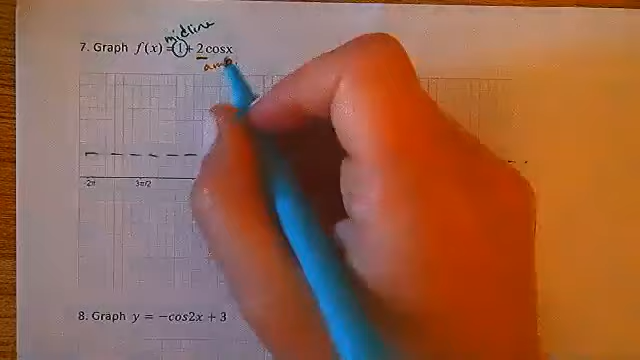 midline
7. Graph f(x) = 1 + 2cosx
amp
-2π 3π/2
8. Graph y = −cos2x + 3